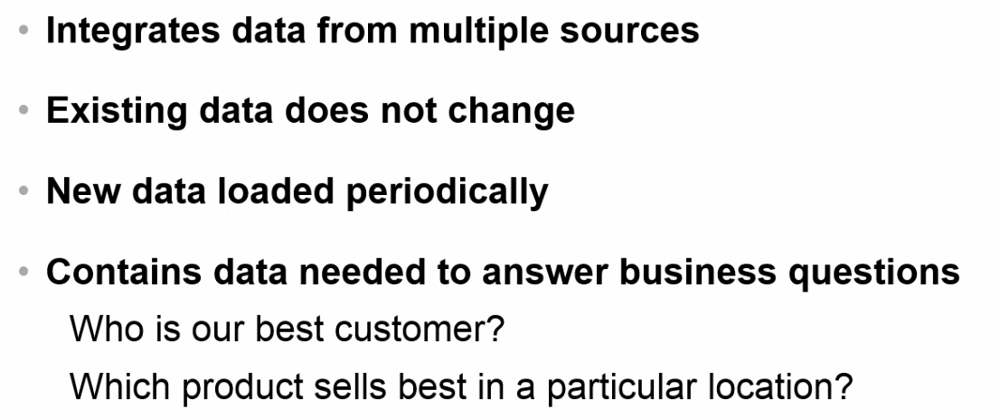 • Integrates data from multiple sources
• Existing data does not change
• New data loaded periodically
• Contains data needed to answer business questions
Who is our best customer?
Which product sells best in a particular location?